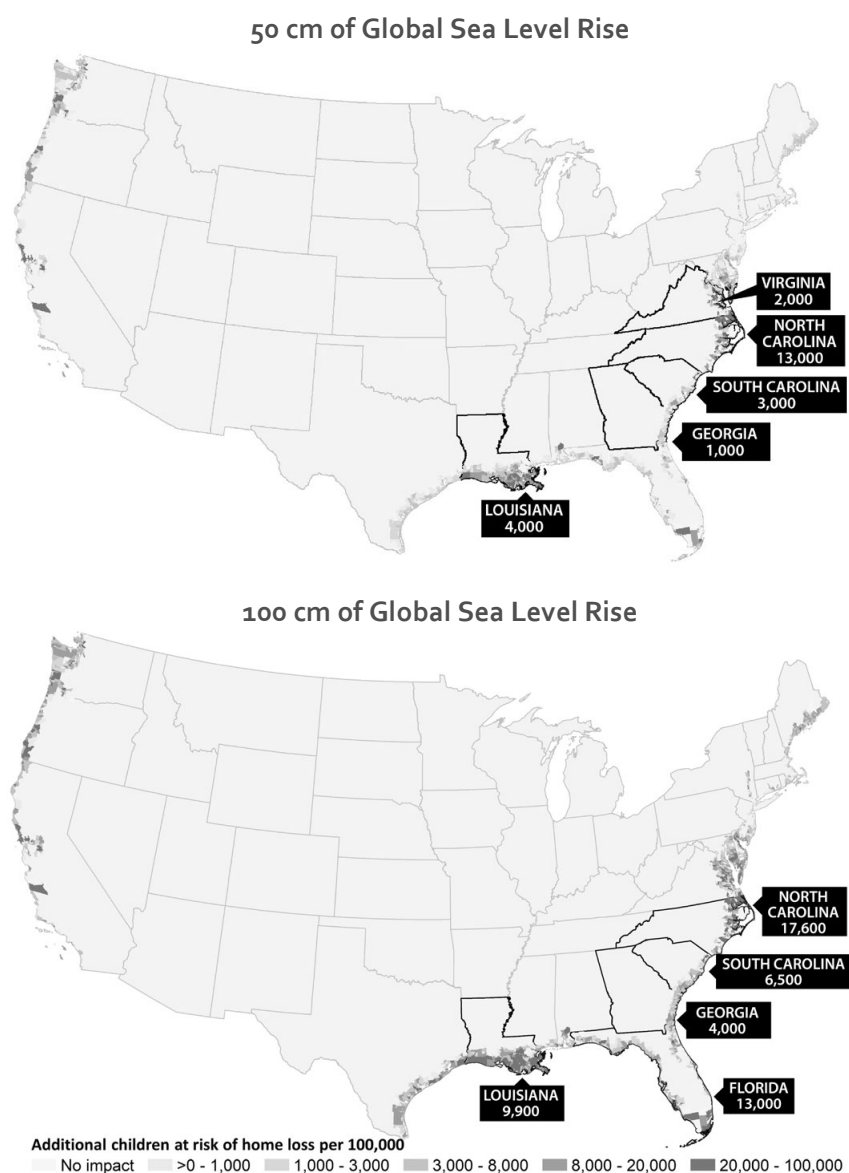 50 cm of Global Sea Level Rise
VIRGINIA
2,000
NORTH
CAROLINA
13,000
SOUTH CAROLINA
3,000
GEORGIA
1,000
LOUISIANA
4,000
100 cm of Global Sea Level Rise
NORTH
CAROLINA
17,600
SOUTH CAROLINA
6,500
GEORGIA
4,000
FLORIDA
13,000
LOUISIANA
9,900
Additional children at risk of home loss per 100,000
No impact >0 - 1,000 1,000 - 3,000 3,000 - 8,000 8,000 - 20,000 20,000 - 100,000